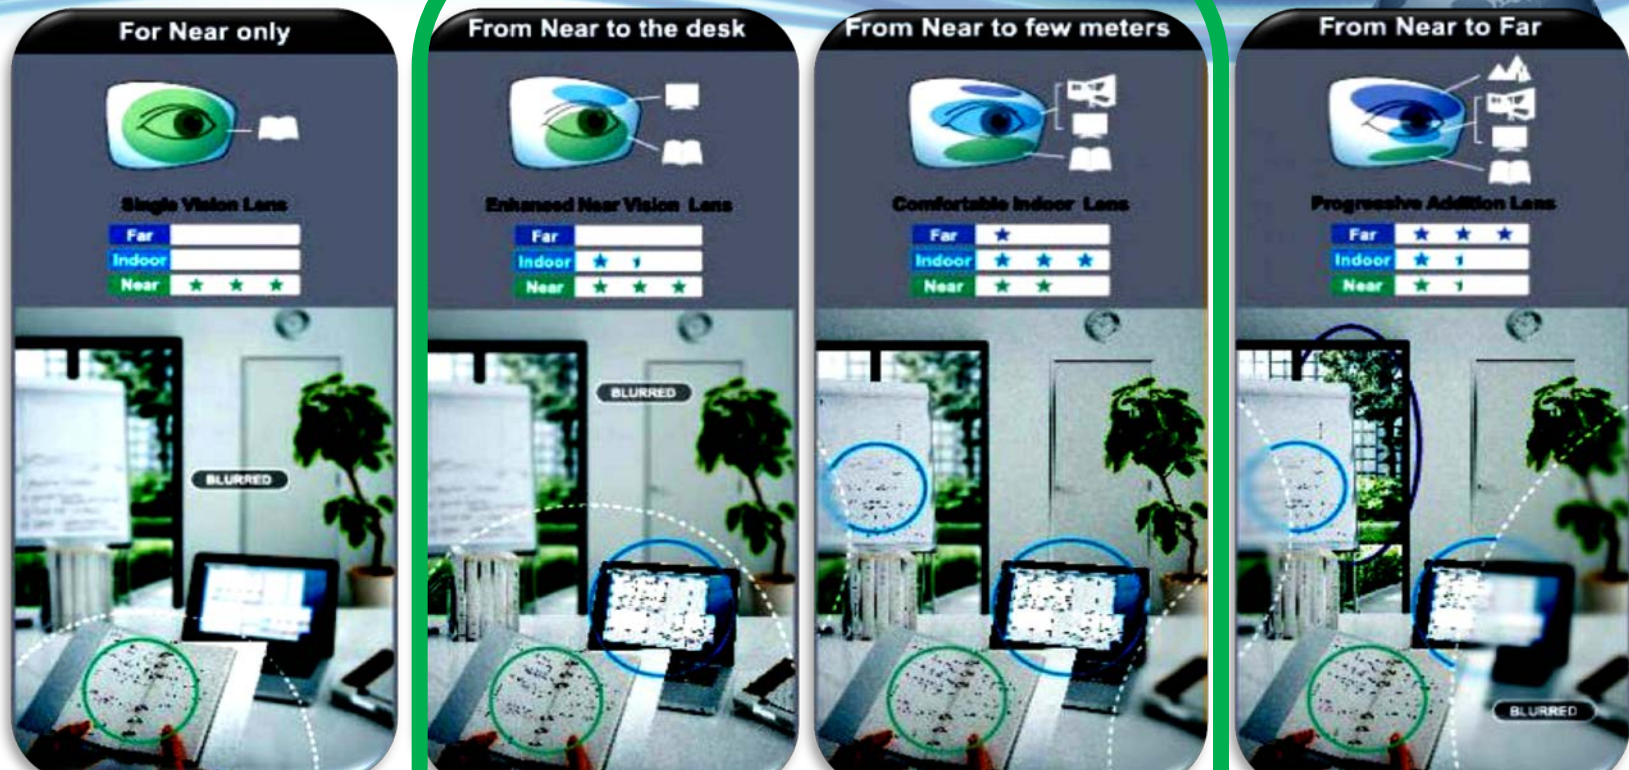 For Near only
Single Vision Lens
Far
Indoor
Near
BLURRED
From Near to the desk
Enhanced Near Vision Lens
Far
Indoor
Near
BLURRED
From Near to few meters
Comfortable Indoor Lens
Far
Indoor
Near
From Near to Far
Progressive Addition Lens
Far
Indoor
Near
BLURRED